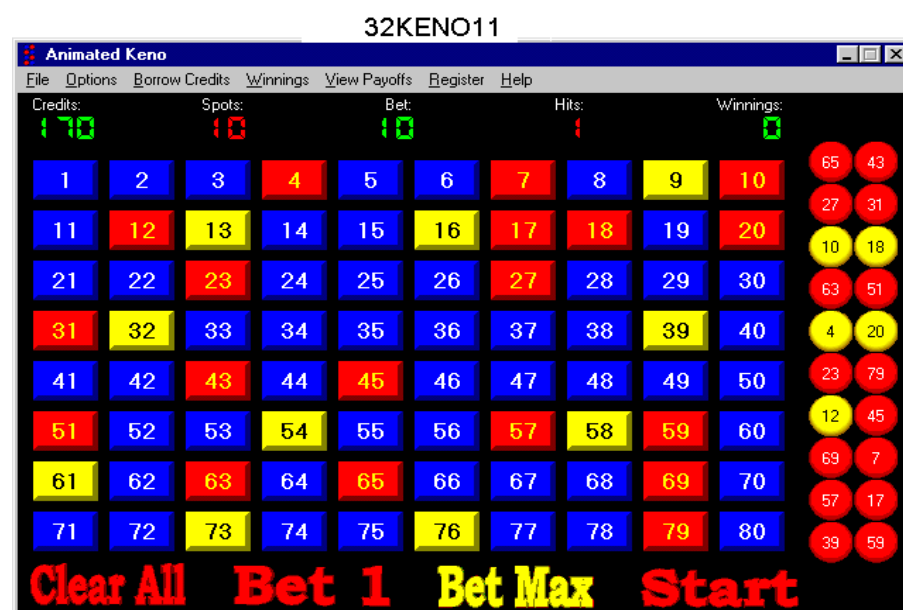 32KENO11
Animated Keno
File Options Borrow Credits Winnings View Payoffs Register Help
Credits: Spots: Bet: Hits: Winnings:
170 10 10 1 0
65 43
1 2 3 4 5 6 7 8 9 10
27 31
11 12 13 14 15 16 17 18 19 20
10 18
21 22 23 24 25 26 27 28 29 30
63 51
31 32 33 34 35 36 37 38 39 40
4 20
41 42 43 44 45 46 47 48 49 50
23 79
12 45
51 52 53 54 55 56 57 58 59 60
69 7
61 62 63 64 65 66 67 68 69 70
57 17
71 72 73 74 75 76 77 78 79 80
39 59
Clear All Bet 1 Bet Max Start